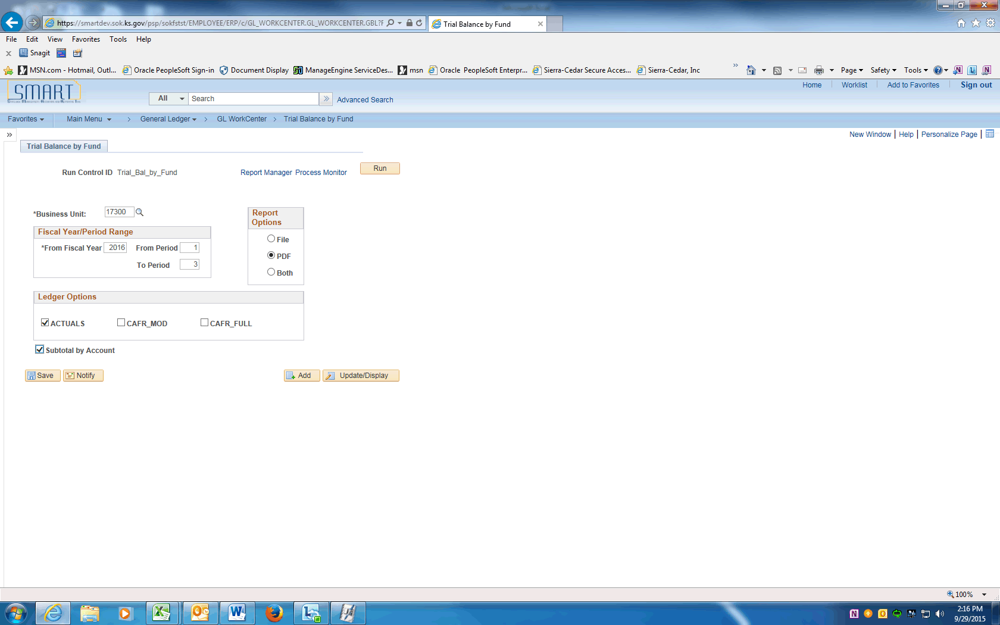 https://smartdev.sok.ks.gov/psp/sokfstst/EMPLOYEE/ERP/c/GL_WORKCENTER.GL_WORKCENTER.GBL?F
Trial Balance by Fund
File Edit View Favorites Tools Help
x Snagit
MSN.com - Hotmail, Outl... Oracle PeopleSoft Sign-in Document Display ManageEngine ServiceDes... msn Oracle PeopleSoft Enterpr... Sierra-Cedar Secure Acces... Sierra-Cedar, Inc » Page Safety Tools
SMART
All Search » Advanced Search
Home Worklist Add to Favorites Sign out
Favorites Main Menu > General Ledger > GL WorkCenter > Trial Balance by Fund
» New Window | Help | Personalize Page |
Trial Balance by Fund
Run Control ID Trial_Bal_by_Fund Report Manager Process Monitor Run
*Business Unit: 17300
Report
Options
Fiscal Year/Period Range
*From Fiscal Year 2016 From Period 1
To Period 3
File
PDF
Both
Ledger Options
ACTUALS CAFR_MOD CAFR_FULL
Subtotal by Account
Save Notify Add Update/Display
100%
2:16 PM
9/29/2015